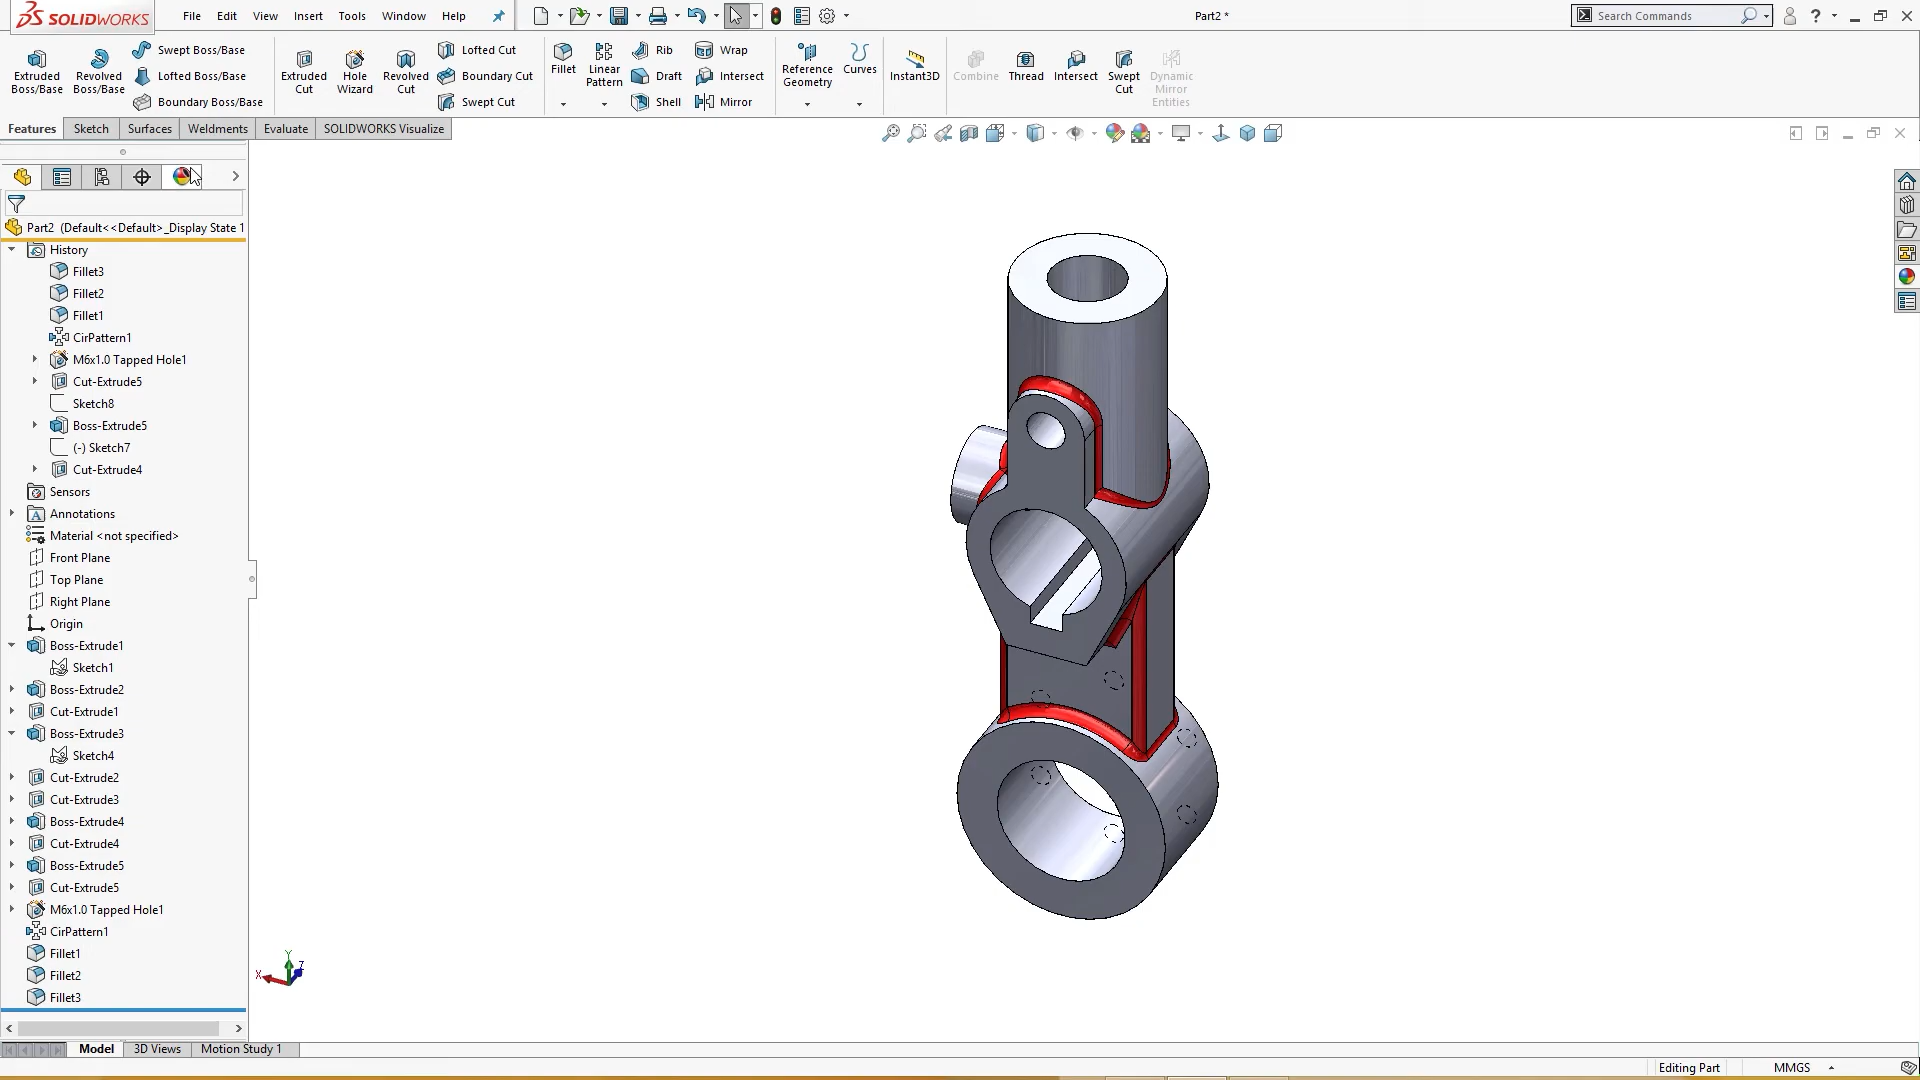 SOLIDWORKS File Edit View Insert Tools Window Help Part2 * Search Commands ?
Extruded Boss/Base
Revolved Boss/Base
Swept Boss/Base
Lofted Boss/Base
Boundary Boss/Base
Extruded Cut
Hole Wizard
Revolved Cut
Lofted Cut
Boundary Cut
Swept Cut
Fillet
Linear Pattern
Rib
Draft
Shell
Wrap
Intersect
Mirror
Reference Geometry
Curves
Instant3D
Combine
Thread
Intersect
Swept Cut
Dynamic Mirror Entities
Features Sketch Surfaces Weldments Evaluate SOLIDWORKS Visualize
Part2 (Default<<Default>_Display State 1
History
Fillet3
Fillet2
Fillet1
CirPattern1
M6x1.0 Tapped Hole1
Cut-Extrude5
Sketch8
Boss-Extrude5
(-) Sketch7
Cut-Extrude4
Sensors
Annotations
Material <not specified>
Front Plane
Top Plane
Right Plane
Origin
Boss-Extrude1
Sketch1
Boss-Extrude2
Cut-Extrude1
Boss-Extrude3
Sketch4
Cut-Extrude2
Cut-Extrude3
Boss-Extrude4
Cut-Extrude4
Boss-Extrude5
Cut-Extrude5
M6x1.0 Tapped Hole1
CirPattern1
Fillet1
Fillet2
Fillet3
Y
X Z
Model 3D Views Motion Study 1
Editing Part MMGS